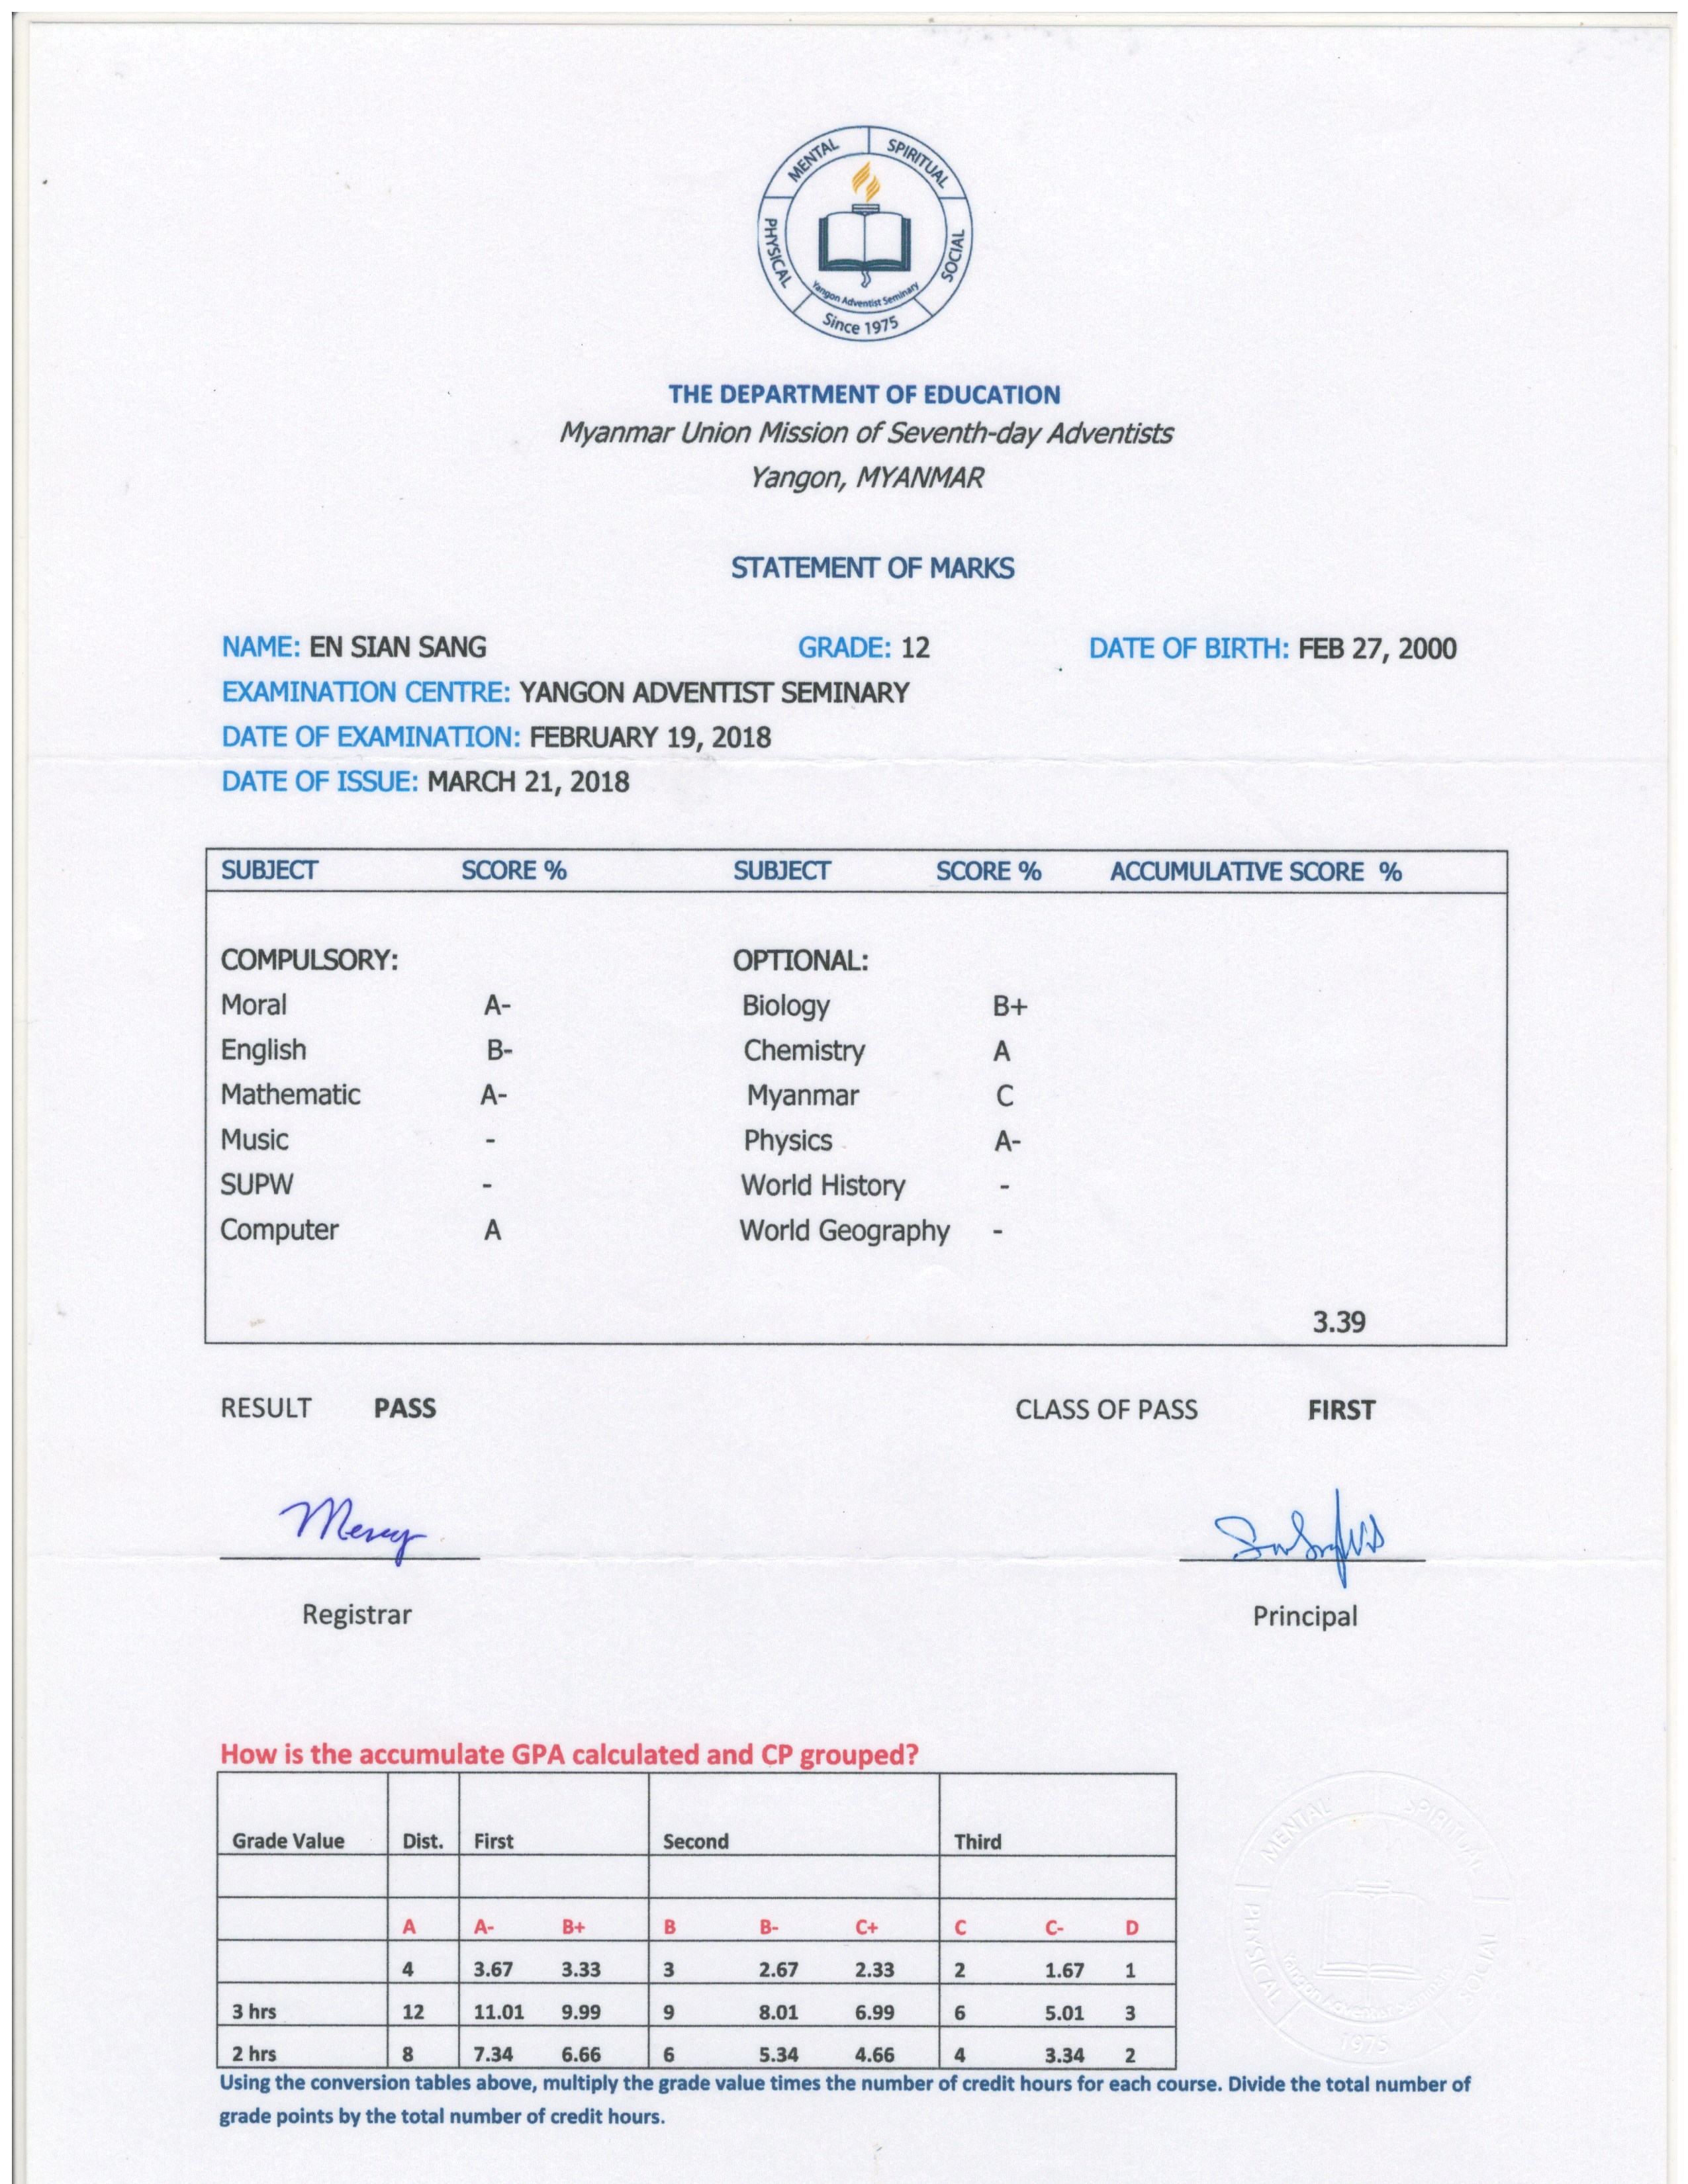 MENTAL
SPIRITUAL
PHYSICAL
SOCIAL
Yangon Adventist Seminary
Since 1975
THE DEPARTMENT OF EDUCATION
Myanmar Union Mission of Seventh-day Adventists
Yangon, MYANMAR
STATEMENT OF MARKS
NAME: EN SIAN SANG GRADE: 12 DATE OF BIRTH: FEB 27, 2000
EXAMINATION CENTRE: YANGON ADVENTIST SEMINARY
DATE OF EXAMINATION: FEBRUARY 19, 2018
DATE OF ISSUE: MARCH 21, 2018
SUBJECT SCORE % SUBJECT SCORE % ACCUMULATIVE SCORE %
COMPULSORY: OPTIONAL:
Moral A- Biology B+
English B- Chemistry A
Mathematic A- Myanmar C
Music - Physics A-
SUPW - World History -
Computer A World Geography -
3.39
RESULT PASS CLASS OF PASS FIRST
Mercy
Registrar Principal
How is the accumulate GPA calculated and CP grouped?
Grade Value Dist. First Second Third
A A- B+ B B- C+ C C- D
4 3.67 3.33 3 2.67 2.33 2 1.67 1
3 hrs 12 11.01 9.99 9 8.01 6.99 6 5.01 3
2 hrs 8 7.34 6.66 6 5.34 4.66 4 3.34 2
Using the conversion tables above, multiply the grade value times the number of credit hours for each course. Divide the total number of
grade points by the total number of credit hours.
MENTAL
SPIRITUAL
PHYSICAL
SOCIAL
Yangon Adventist Seminary
1975